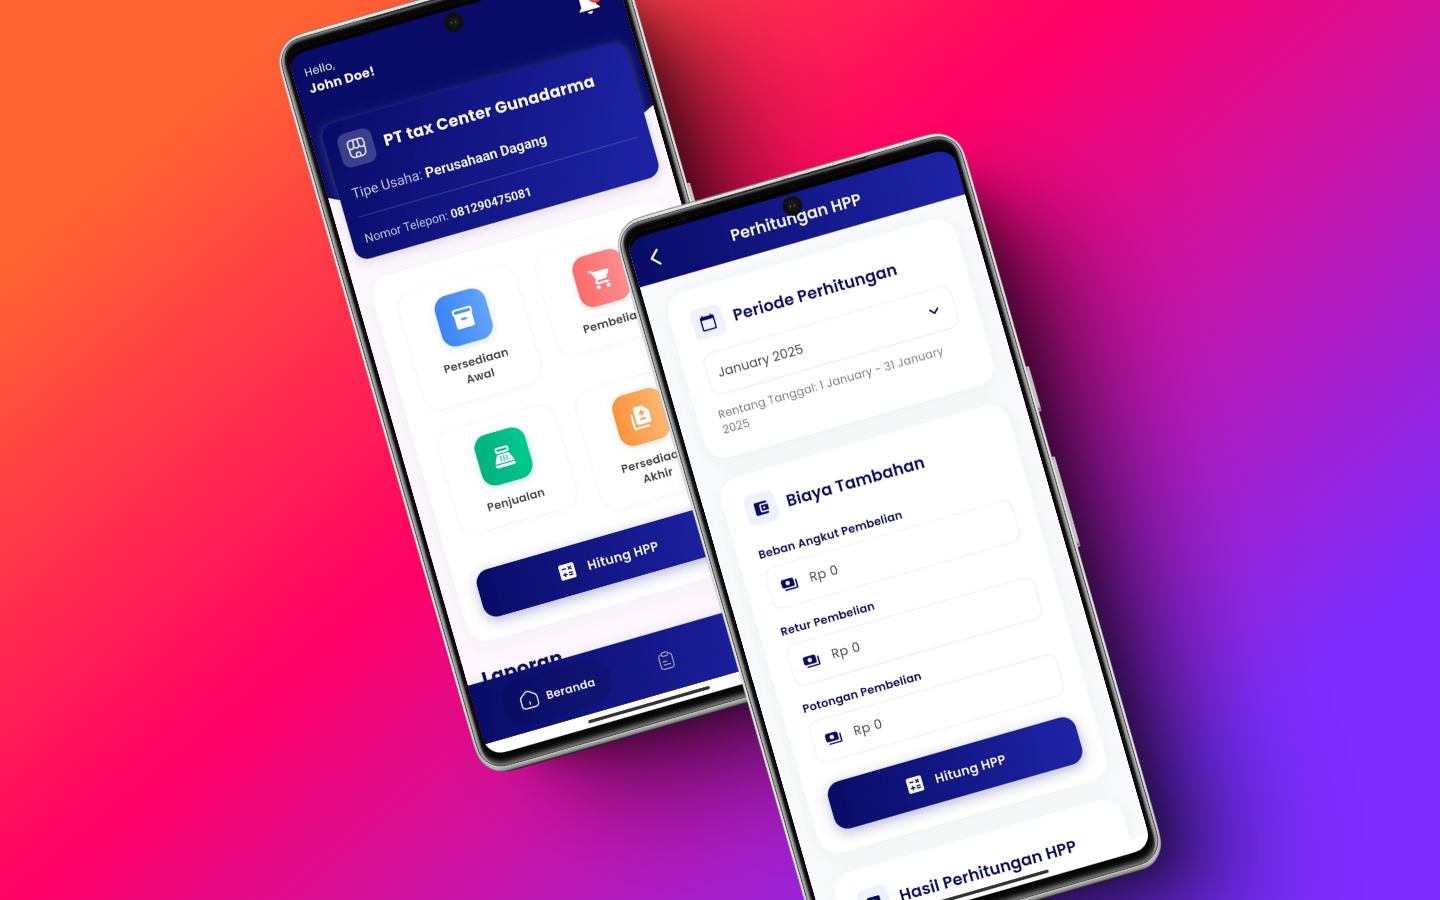 Hello,
John Doe!
PT tax Center Gunadarma
Tipe Usaha: Perusahaan Dagang
Nomor Telepon: 081290475081
Persediaan
Awal
Pembelia
Penjualan
Persediaa
Akhir
Hitung HPP
Laporan
Beranda
Perhitungan HPP
Periode Perhitungan
January 2025
Rentang Tanggal: 1 January - 31 January
2025
Biaya Tambahan
Beban Angkut Pembelian
Rp 0
Retur Pembelian
Rp 0
Potongan Pembelian
Rp 0
Hitung HPP
Hasil Perhitungan HPP